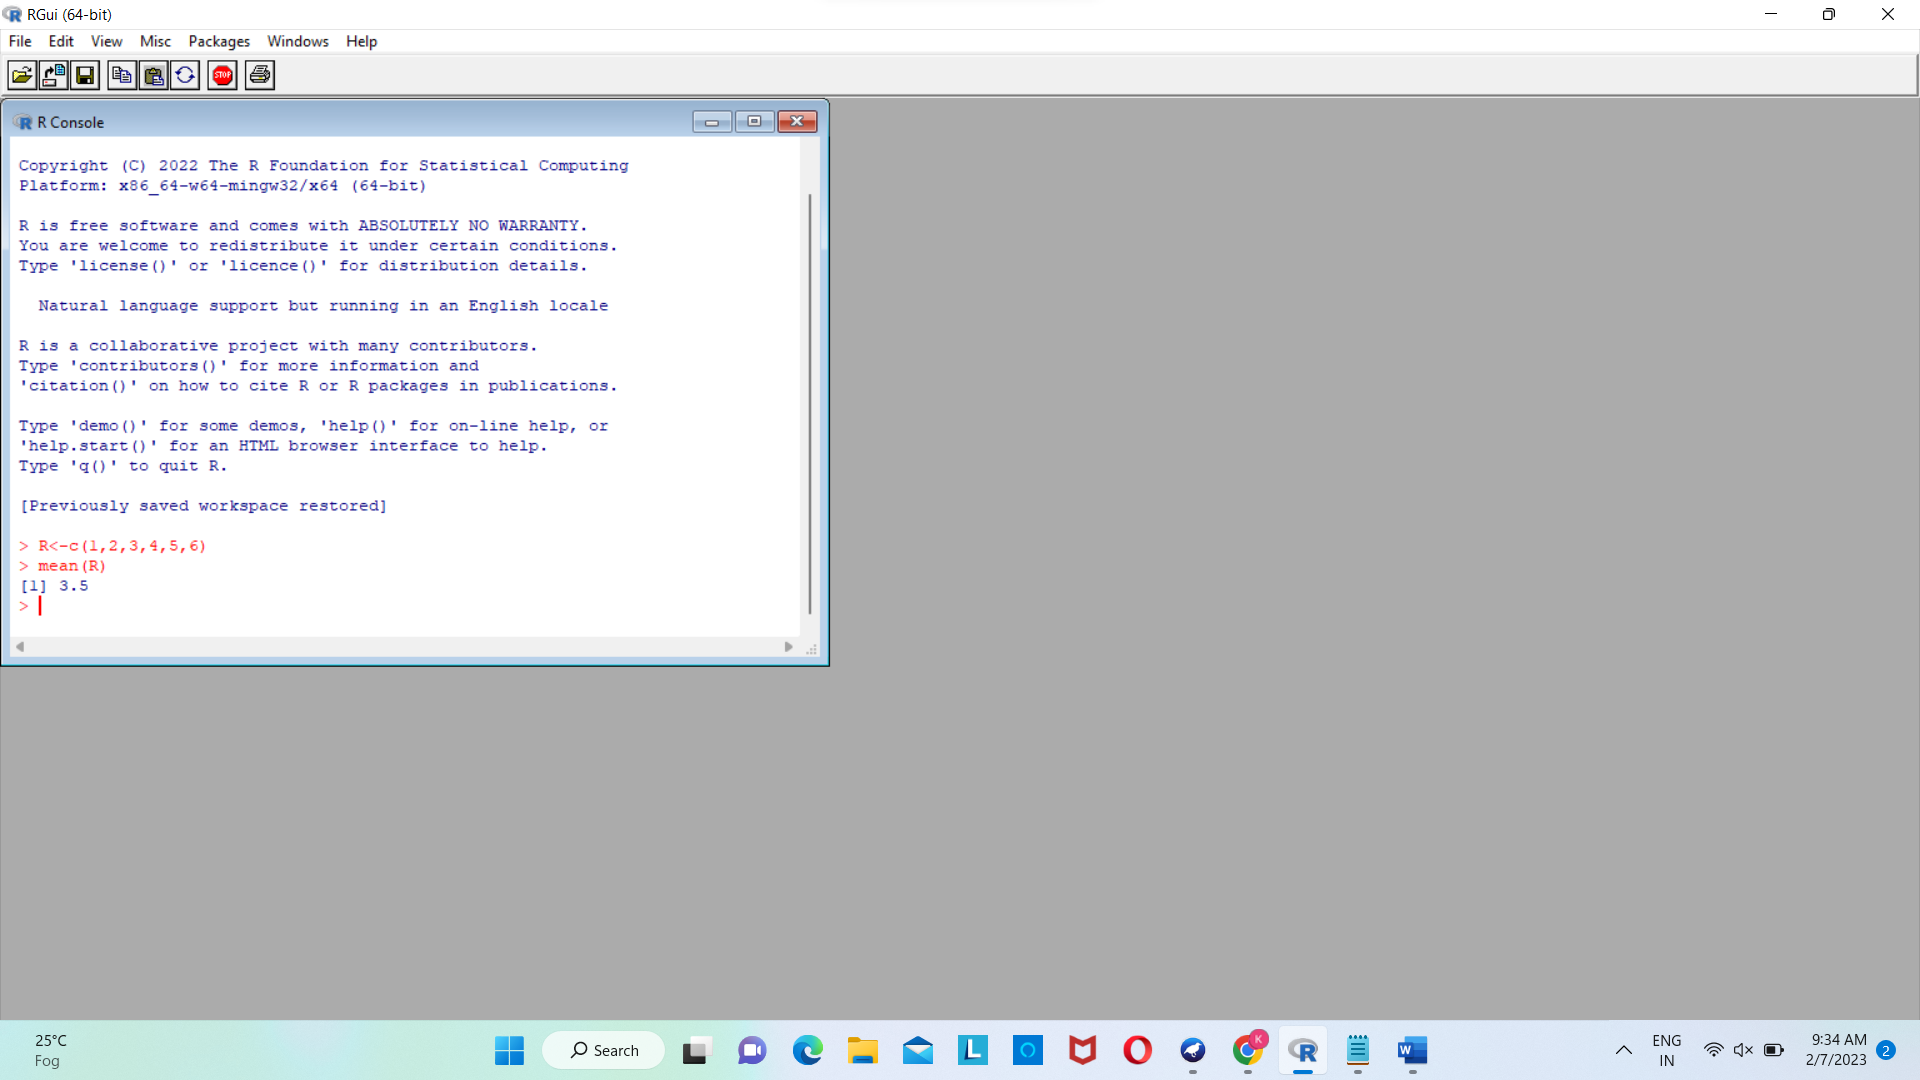 RGui (64-bit)
File Edit View Misc Packages Windows Help
STOP
R Console
Copyright (C) 2022 The R Foundation for Statistical Computing
Platform: x86_64-w64-mingw32/x64 (64-bit)
R is free software and comes with ABSOLUTELY NO WARRANTY.
You are welcome to redistribute it under certain conditions.
Type 'license()' or 'licence()' for distribution details.
Natural language support but running in an English locale
R is a collaborative project with many contributors.
Type 'contributors()' for more information and
'citation()' on how to cite R or R packages in publications.
Type 'demo()' for some demos, 'help()' for on-line help, or
'help.start()' for an HTML browser interface to help.
Type 'q()' to quit R.
[Previously saved workspace restored]
> R<-c(1,2,3,4,5,6)
> mean(R)
[1] 3.5
>
25°C
Fog
Search
L
K
R
W
ENG
IN
9:34 AM
2/7/2023
2